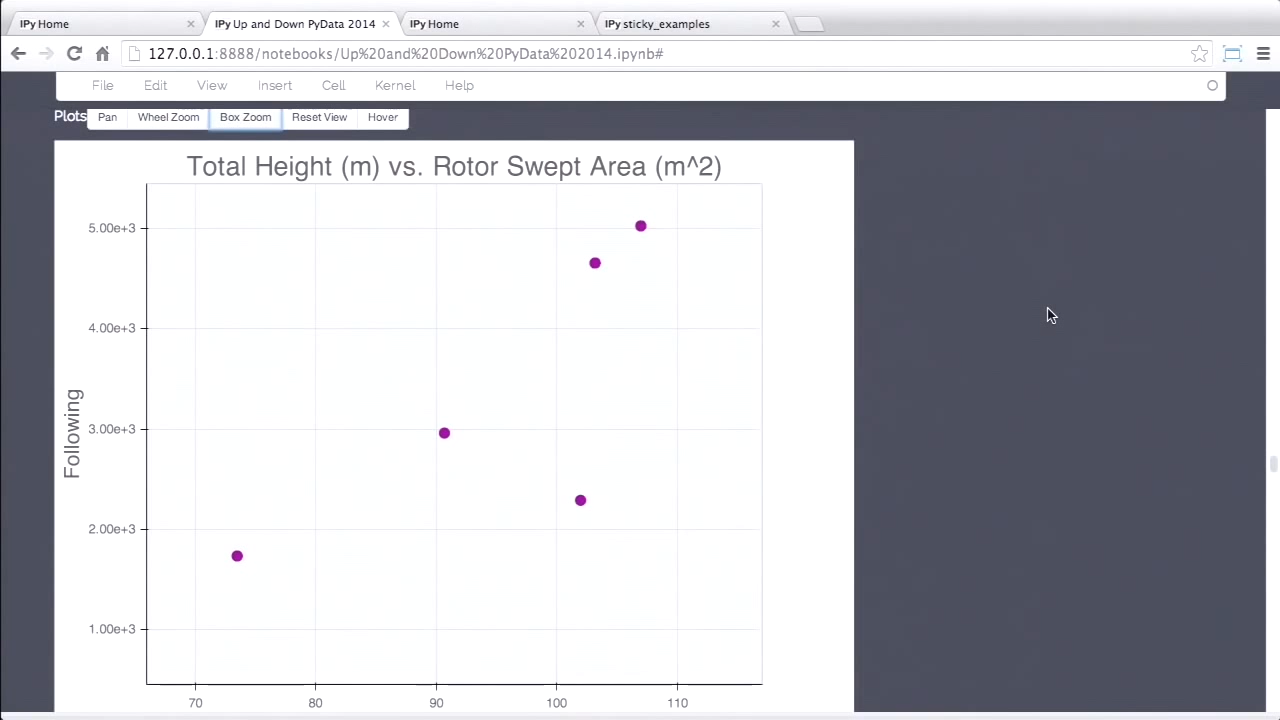 IPy Home
IPy Up and Down PyData 2014
IPy Home
IPy sticky_examples
127.0.0.1:8888/notebooks/Up%20and%20Down%20PyData%202014.ipynb#
File Edit View Insert Cell Kernel Help
Plots Pan Wheel Zoom Box Zoom Reset View Hover
Total Height (m) vs. Rotor Swept Area (m^2)
5.00e+3
4.00e+3
Following
3.00e+3
2.00e+3
1.00e+3
70 80 90 100 110